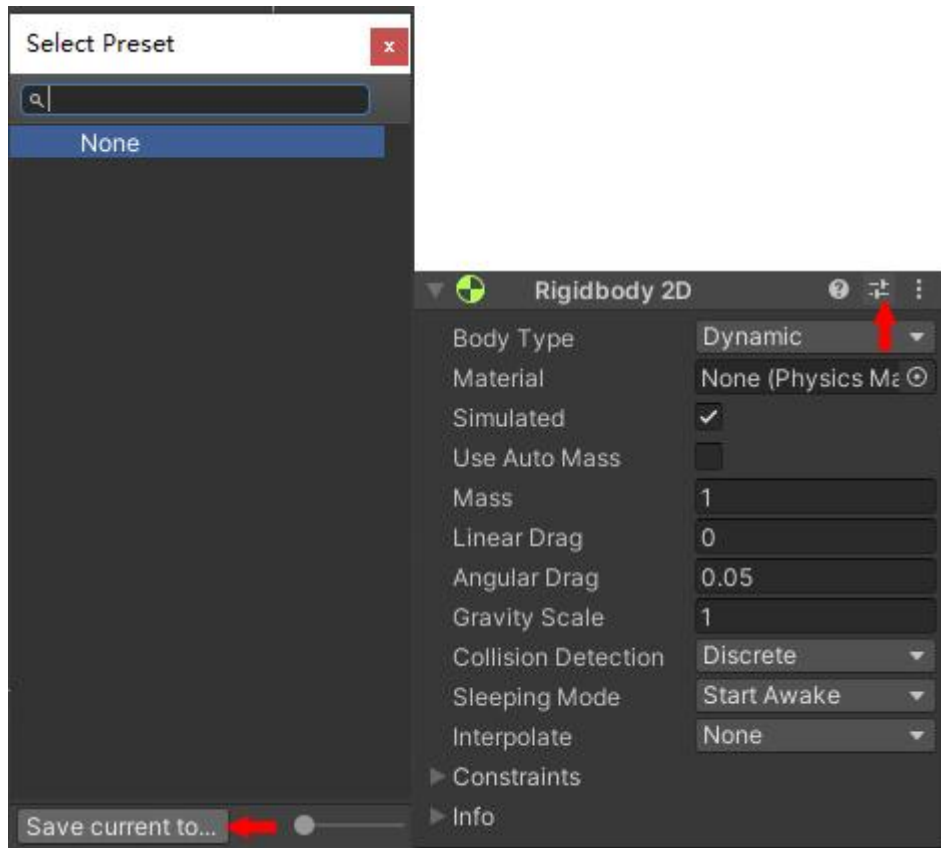 Select Preset
x
None
Save current to...
Rigidbody 2D
Body Type Dynamic
Material None (Physics Ma
Simulated
Use Auto Mass
Mass 1
Linear Drag 0
Angular Drag 0.05
Gravity Scale 1
Collision Detection Discrete
Sleeping Mode Start Awake
Interpolate None
Constraints
Info